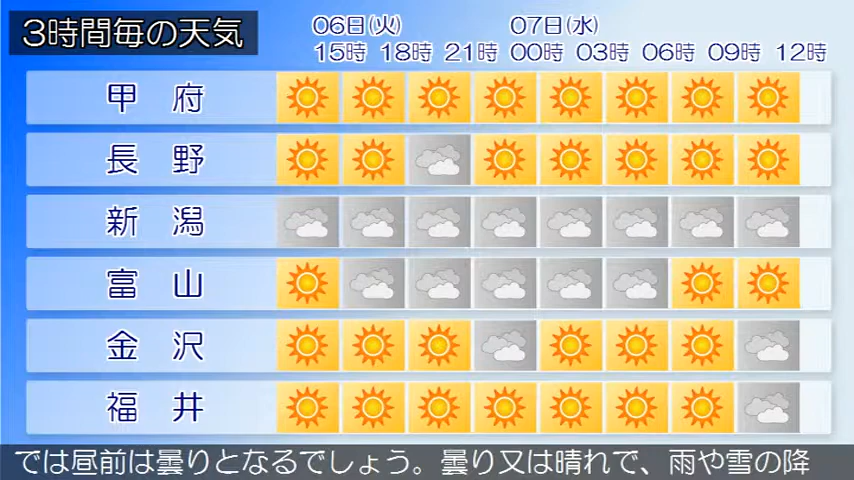 3時間毎の天気
06日(火) 07日(水)
15時 18時 21時 00時 03時 06時 09時 12時
甲 府
長 野
新 潟
富 山
金 沢
福 井
では昼前は曇りとなるでしょう。曇り又は晴れで、雨や雪の降